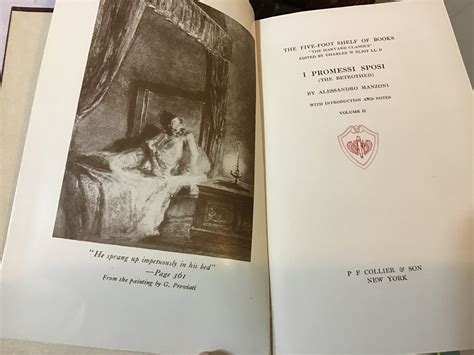 "He sprang up impetuously in his bed"
—Page 361
From the painting by G. Previati
THE FIVE-FOOT SHELF OF BOOKS
"THE HARVARD CLASSICS"
EDITED BY CHARLES W ELIOT LL D
I PROMESSI SPOSI
(THE BETROTHED)
BY ALESSANDRO MANZONI
WITH INTRODUCTION AND NOTES
VOLUME 21
P F COLLIER & SON
NEW YORK